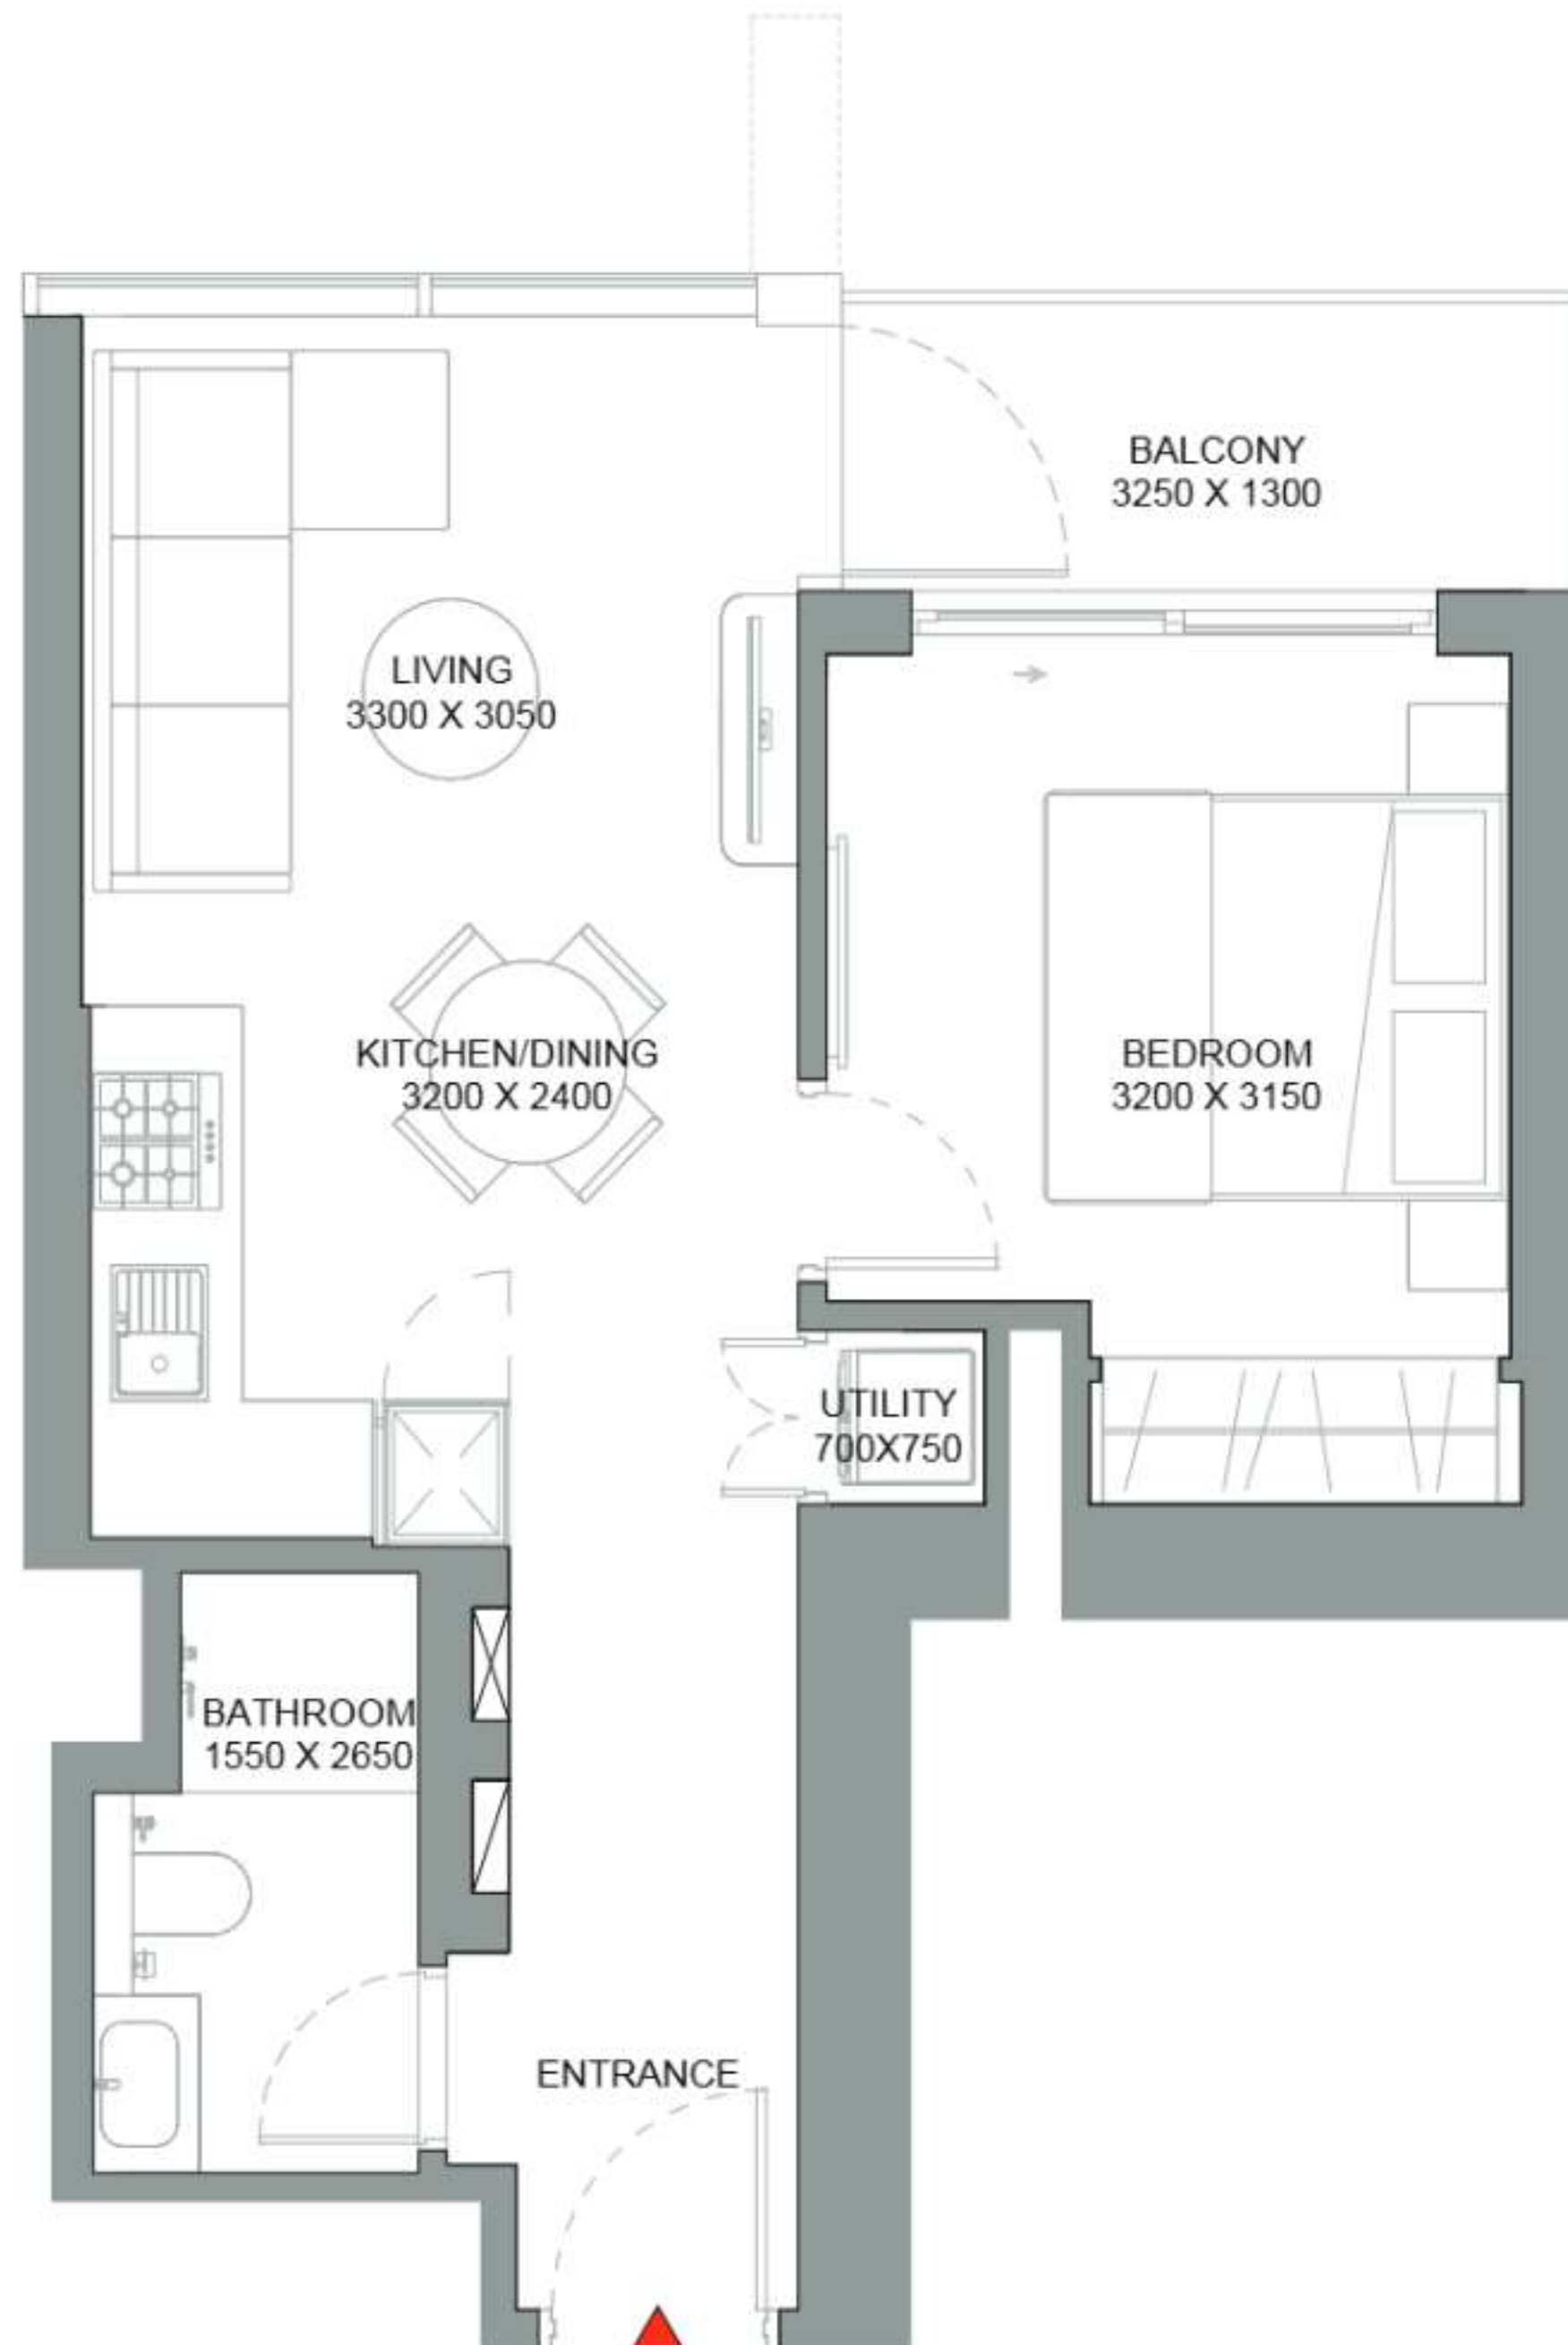 BALCONY
3250 X 1300
LIVING
3300 X 3050
KITCHEN/DINING
3200 X 2400
BEDROOM
3200 X 3150
UTILITY
700X750
BATHROOM
1550 X 2650
ENTRANCE